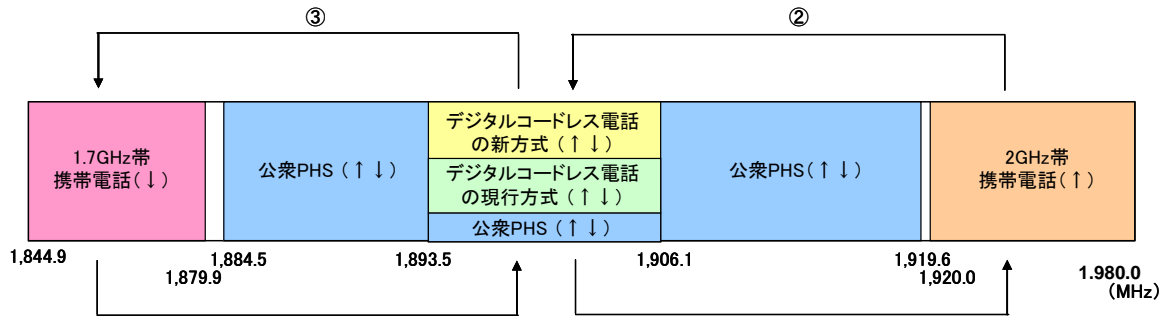 ③
②
1.7GHz帯
携帯電話(↓)
公衆PHS (↑↓)
デジタルコードレス電話
の新方式 (↑↓)
デジタルコードレス電話
の現行方式 (↑↓)
公衆PHS (↑↓)
公衆PHS(↑↓)
2GHz帯
携帯電話(↑)
1,844.9
1,879.9
1,884.5
1,893.5
1,906.1
1,919.6
1,920.0
1.980.0
(MHz)